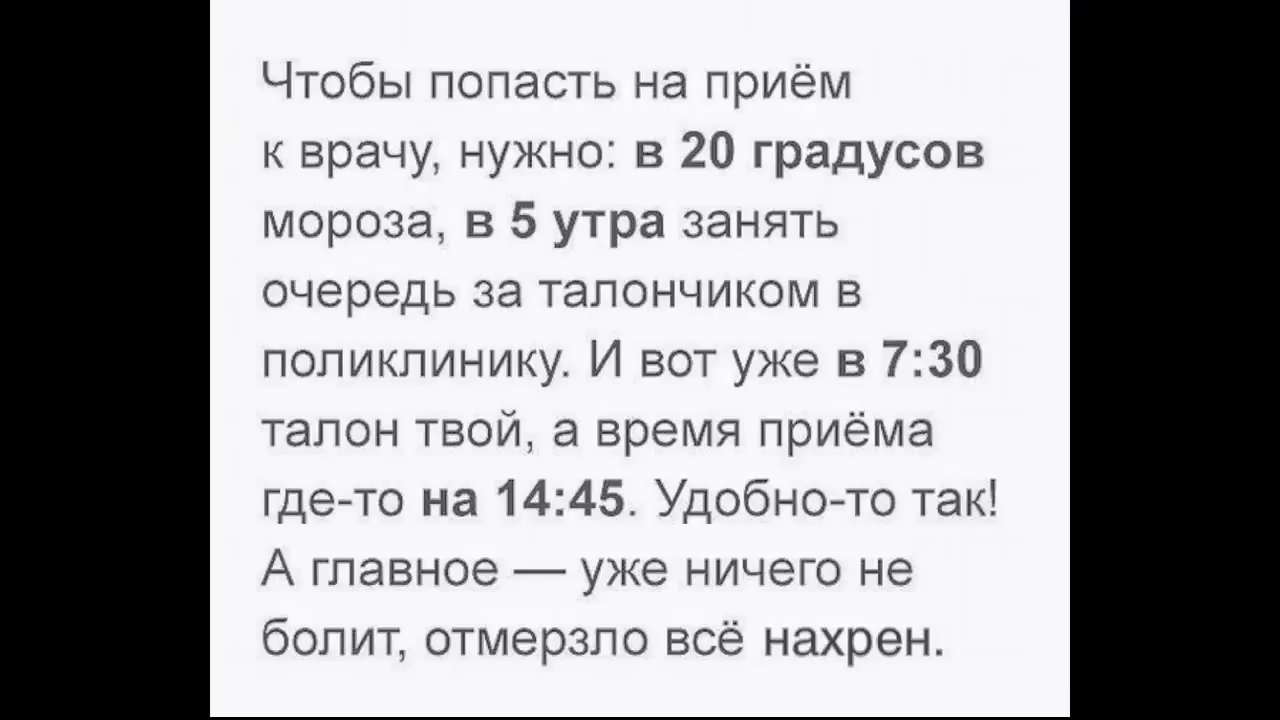 Чтобы попасть на приём
к врачу, нужно: в 20 градусов
мороза, в 5 утра занять
очередь за талончиком в
поликлинику. И вот уже в 7:30
талон твой, а время приёма
где-то на 14:45. Удобно-то так!
А главное — уже ничего не
болит, отмерзло всё нахрен.